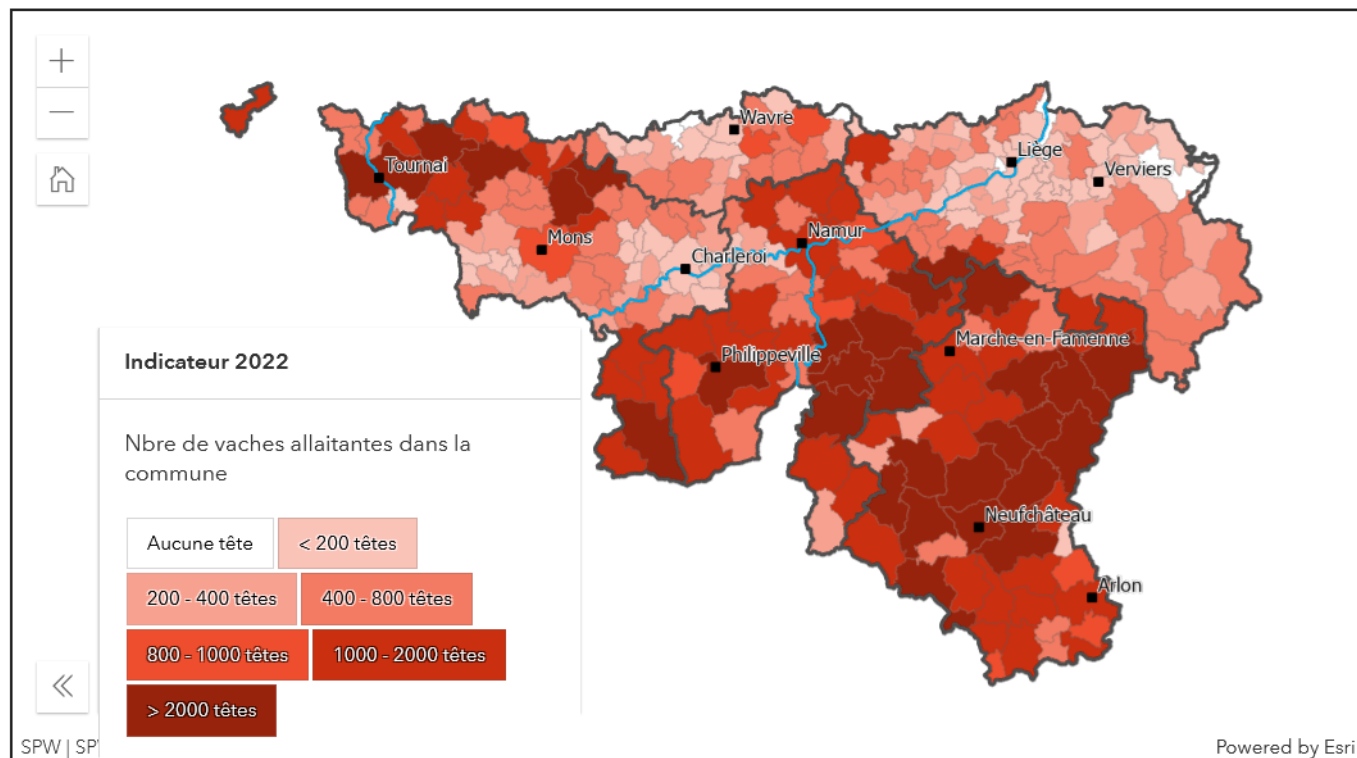 Wavre
Liège
Verviers
Tournai
Namur
Mons
Charleroi
Marche-en-Famenne
Philippeville
Neufchâteau
Arlon
Indicateur 2022
Nbre de vaches allaitantes dans la
commune
Aucune tête
< 200 têtes
200 - 400 têtes
400 - 800 têtes
800 - 1000 têtes
1000 - 2000 têtes
> 2000 têtes
SPW | SP
Powered by Esri